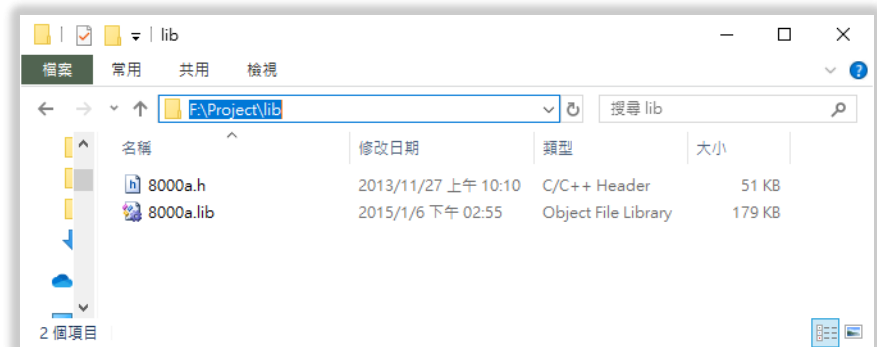 lib
檔案 常用 共用 檢視
F:\Project\lib 搜尋 lib
名稱 修改日期 類型 大小
8000a.h 2013/11/27 上午 10:10 C/C++ Header 51 KB
8000a.lib 2015/1/6 下午 02:55 Object File Library 179 KB
2 個項目